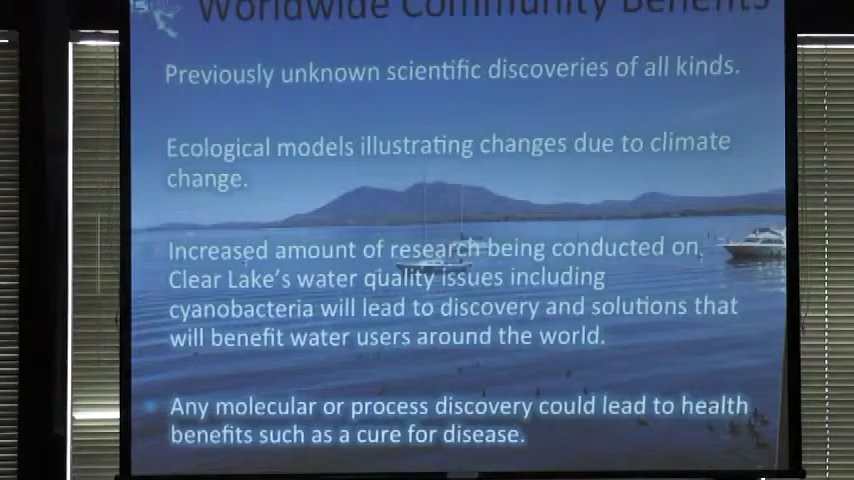 Worldwide Community Benefits
Previously unknown scientific discoveries of all kinds.
Ecological models illustrating changes due to climate
change.
Increased amount of research being conducted on
Clear Lake's water quality issues including
cyanobacteria will lead to discovery and solutions that
will benefit water users around the world.
Any molecular or process discovery could lead to health
benefits such as a cure for disease.